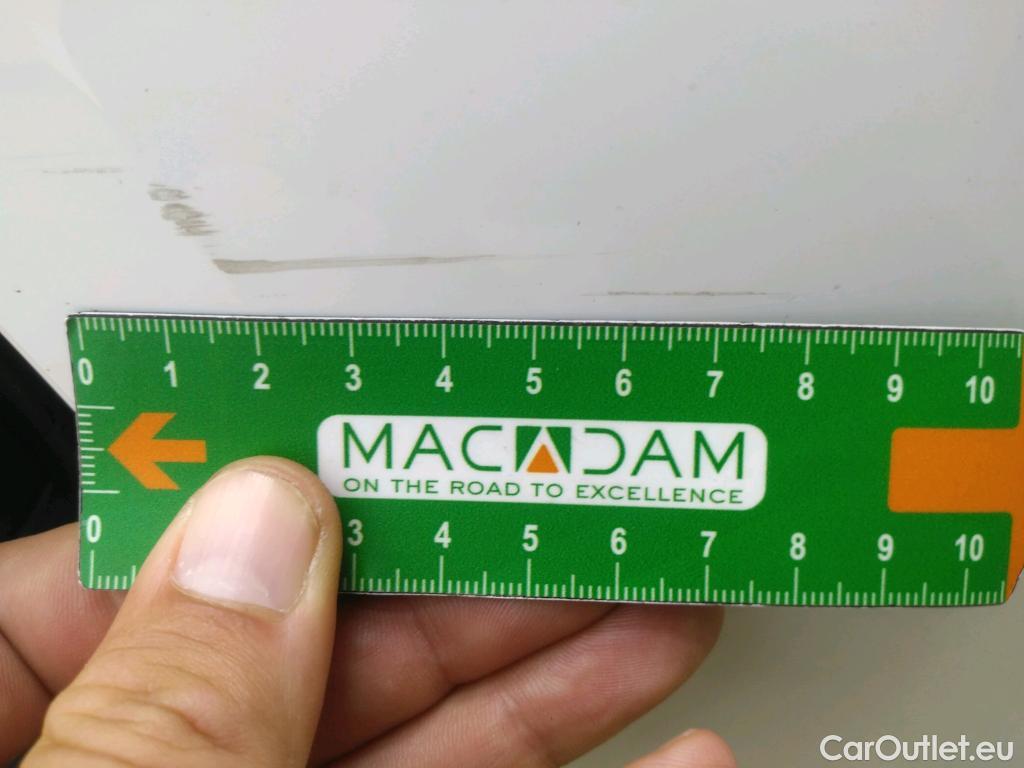 0 1 2 3 4 5 6 7 8 9 10
MACADAM
ON THE ROAD TO EXCELLENCE
0 3 4 5 6 7 8 9 10
CarOutlet.eu